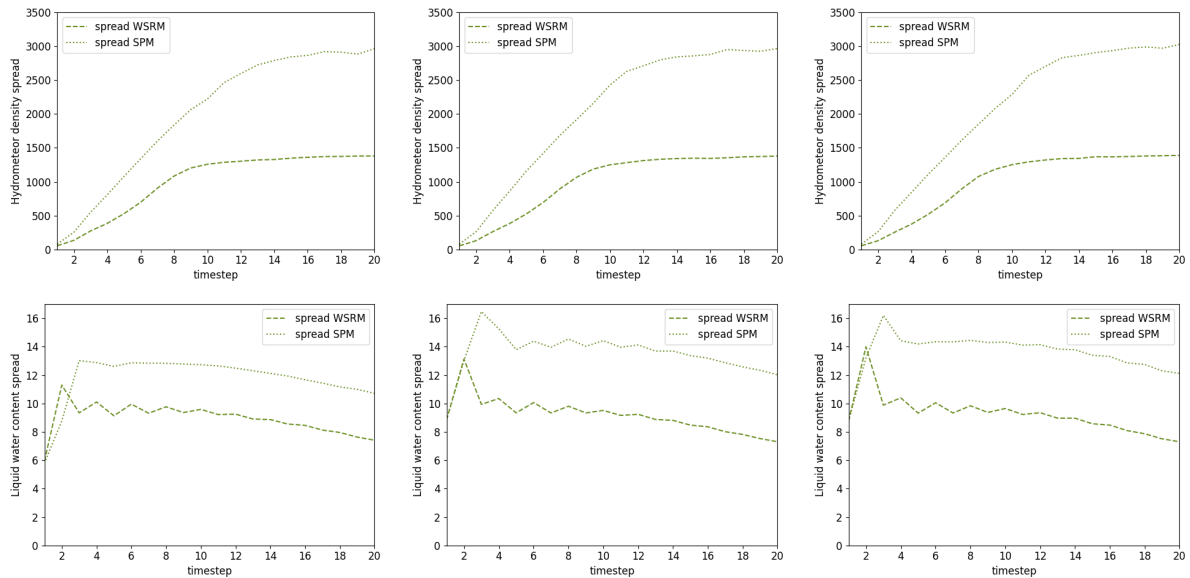 3500
3000
2500
2000
1500
1000
500
0
Hydrometeor density spread
spread WSRM
spread SPM
2 4 6 8 10 12 14 16 18 20
timestep
3500
3000
2500
2000
1500
1000
500
0
Hydrometeor density spread
spread WSRM
spread SPM
2 4 6 8 10 12 14 16 18 20
timestep
3500
3000
2500
2000
1500
1000
500
0
Hydrometeor density spread
spread WSRM
spread SPM
2 4 6 8 10 12 14 16 18 20
timestep
16
14
12
10
8
6
4
2
0
Liquid water content spread
spread WSRM
spread SPM
2 4 6 8 10 12 14 16 18 20
timestep
16
14
12
10
8
6
4
2
0
Liquid water content spread
spread WSRM
spread SPM
2 4 6 8 10 12 14 16 18 20
timestep
16
14
12
10
8
6
4
2
0
Liquid water content spread
spread WSRM
spread SPM
2 4 6 8 10 12 14 16 18 20
timestep